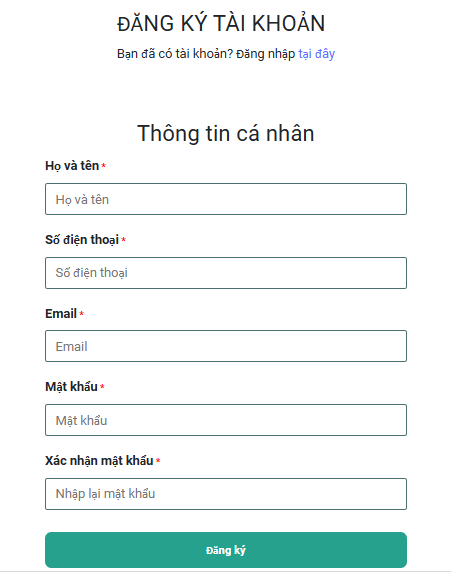 ĐĂNG KÝ TÀI KHOẢN
Bạn đã có tài khoản? Đăng nhập tại đây
Thông tin cá nhân
Họ và tên *
Họ và tên
Số điện thoại *
Số điện thoại
Email *
Email
Mật khẩu *
Mật khẩu
Xác nhận mật khẩu *
Nhập lại mật khẩu
Đăng ký